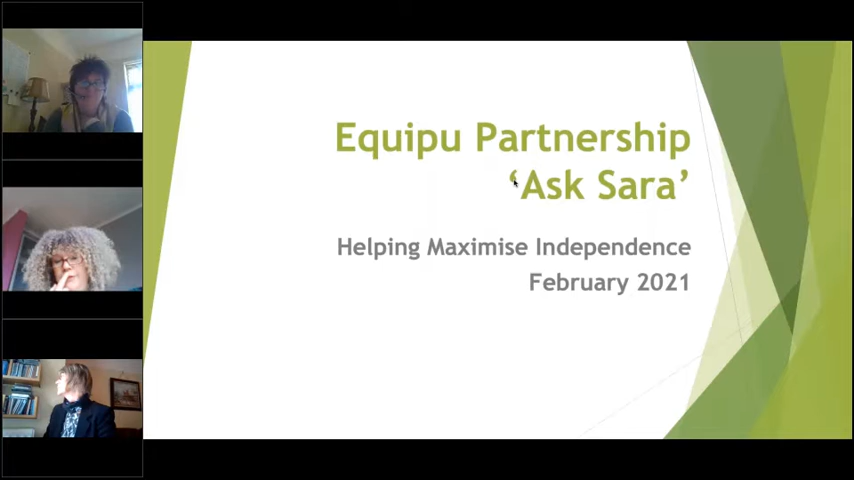 Equipu Partnership
‘Ask Sara’
Helping Maximise Independence
February 2021